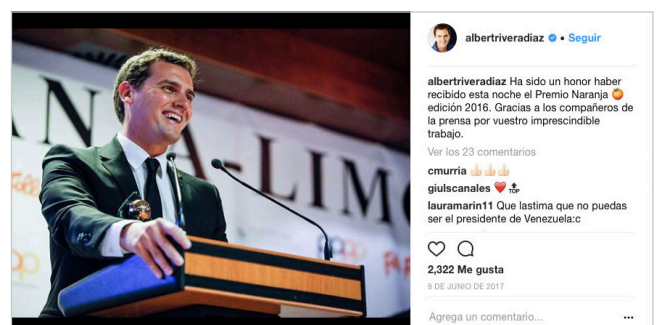 NA-LIMÓ
albertriveradiaz • Seguir
albertriveradiaz Ha sido un honor haber
recibido esta noche el Premio Naranja 🍊
edición 2016. Gracias a los compañeros de
la prensa por vuestro imprescindible
trabajo.
Ver los 23 comentarios
cmurria 👍🏻👍🏻👍🏻
giulscanales ❤️🔝
lauramarin11 Que lastima que no puedas
ser el presidente de Venezuela:c
2,322 Me gusta
9 DE JUNIO DE 2017
Agrega un comentario...